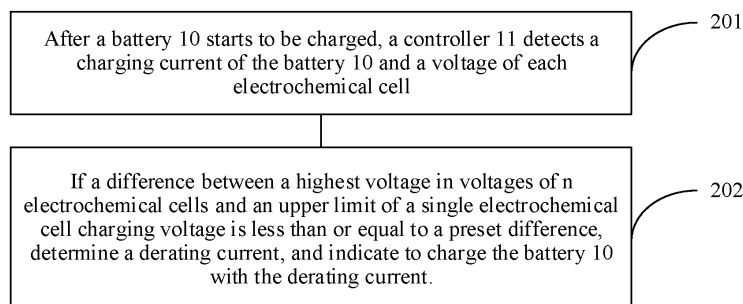 After a battery 10 starts to be charged, a controller 11 detects a
charging current of the battery 10 and a voltage of each
electrochemical cell
201
If a difference between a highest voltage in voltages of n
electrochemical cells and an upper limit of a single electrochemical
cell charging voltage is less than or equal to a preset difference,
determine a derating current, and indicate to charge the battery 10
with the derating current.
202